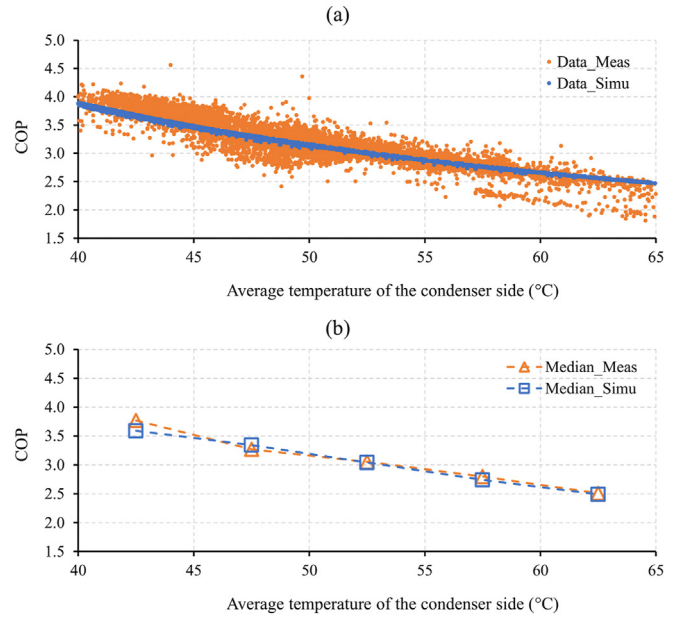 (a)
5.0
4.5
4.0
3.5
3.0
2.5
2.0
1.5
COP
Data_Meas
Data_Simu
40 45 50 55 60 65
Average temperature of the condenser side (°C)
(b)
5.0
4.5
4.0
3.5
3.0
2.5
2.0
1.5
COP
Median_Meas
Median_Simu
40 45 50 55 60 65
Average temperature of the condenser side (°C)